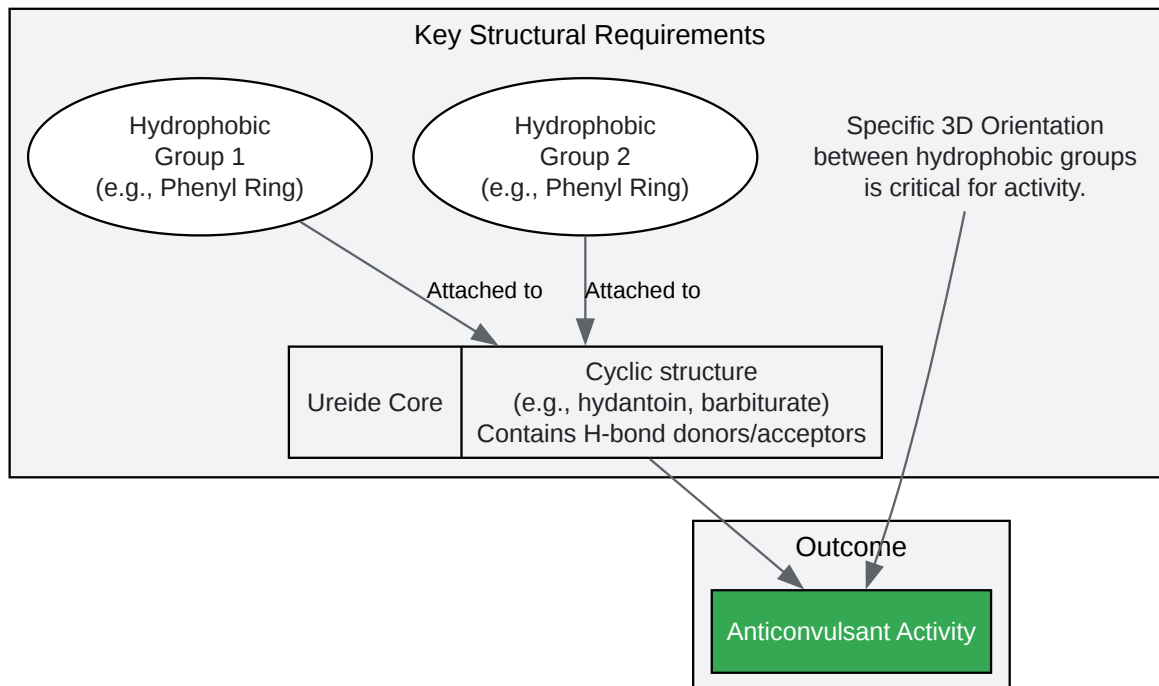 Key Structural Requirements
Hydrophobic
Group 1
(e.g., Phenyl Ring)
Hydrophobic
Group 2
(e.g., Phenyl Ring)
Specific 3D Orientation
between hydrophobic groups
is critical for activity.
Attached to
Attached to
Ureide Core
Cyclic structure
(e.g., hydantoin, barbiturate)
Contains H-bond donors/acceptors
Outcome
Anticonvulsant Activity